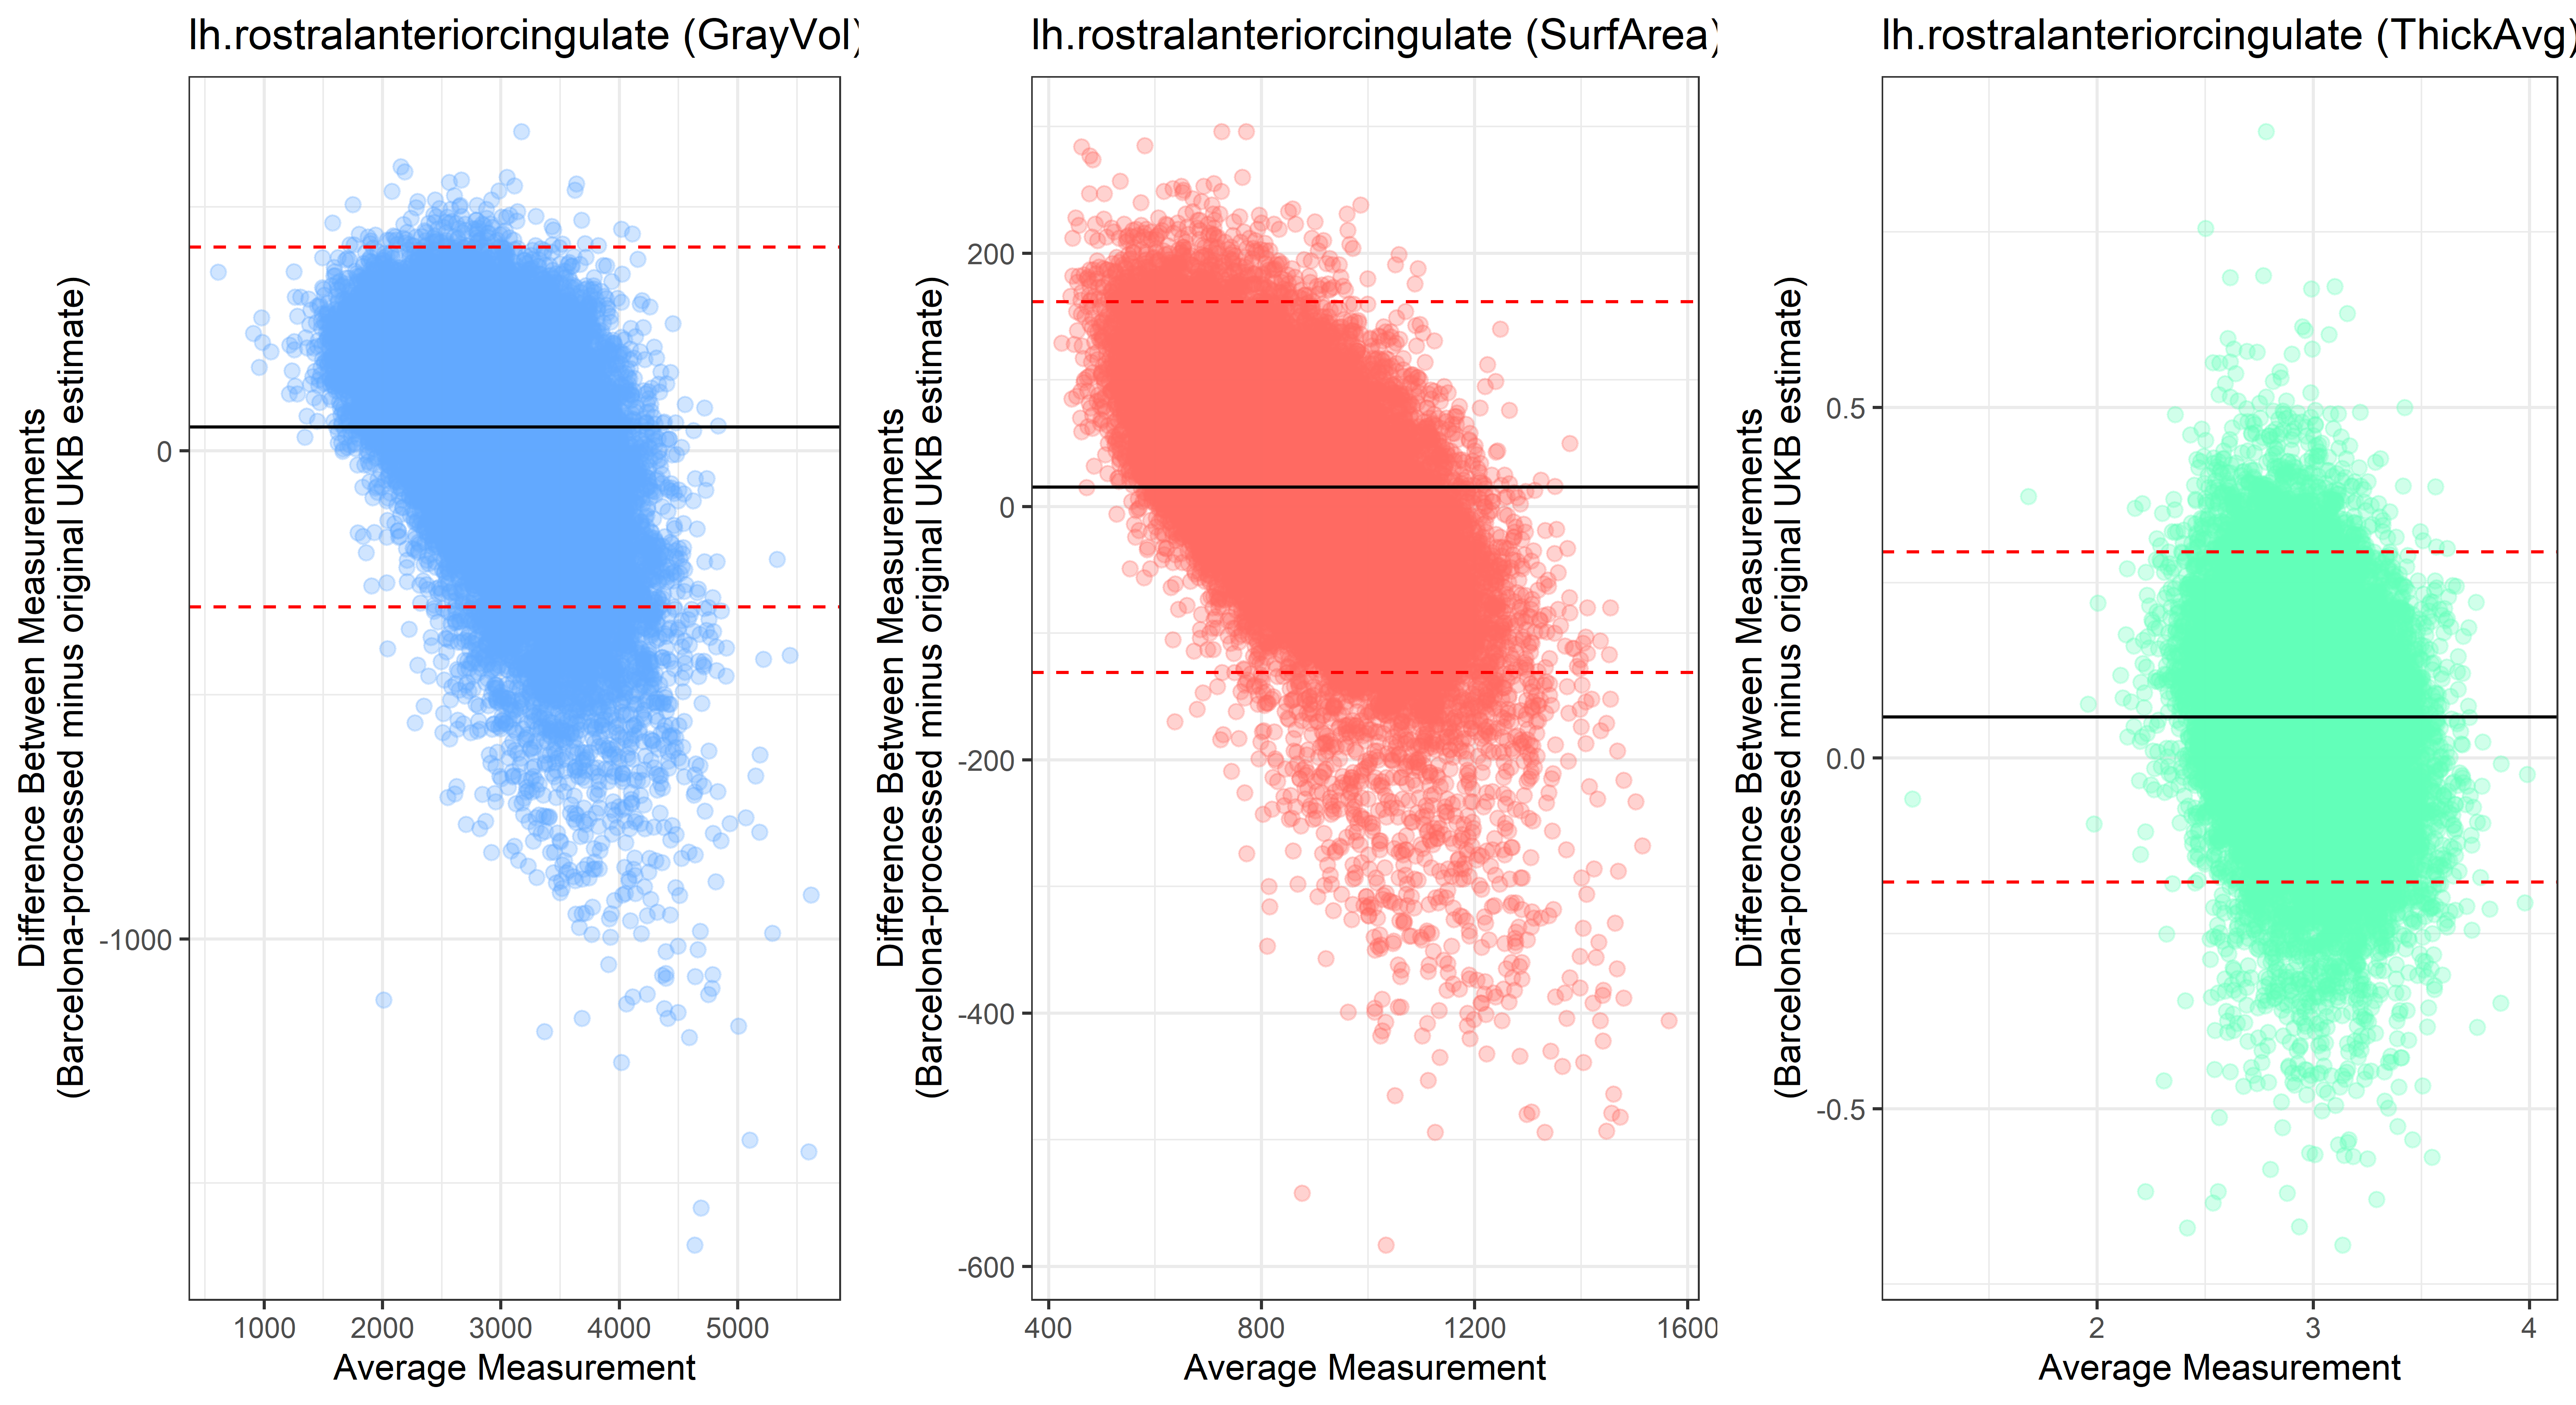 lh.rostralanteriorcingulate (GrayVol)
Difference Between Measurements
(Barcelona-processed minus original UKB estimate)
0
-1000
1000 2000 3000 4000 5000
Average Measurement
lh.rostralanteriorcingulate (SurfArea)
Difference Between Measurements
(Barcelona-processed minus original UKB estimate)
200
0
-200
-400
-600
400 800 1200 1600
Average Measurement
lh.rostralanteriorcingulate (ThickAvg)
Difference Between Measurements
(Barcelona-processed minus original UKB estimate)
0.5
0.0
-0.5
2 3 4
Average Measurement